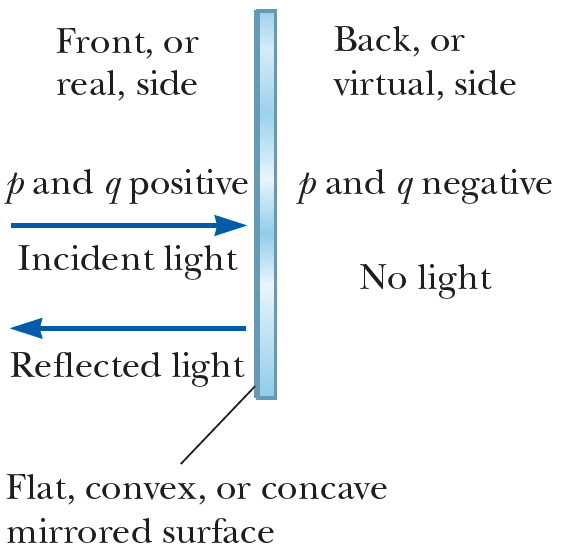 Front, or
real, side
Back, or
virtual, side
p and q positive
p and q negative
Incident light
No light
Reflected light
Flat, convex, or concave
mirrored surface